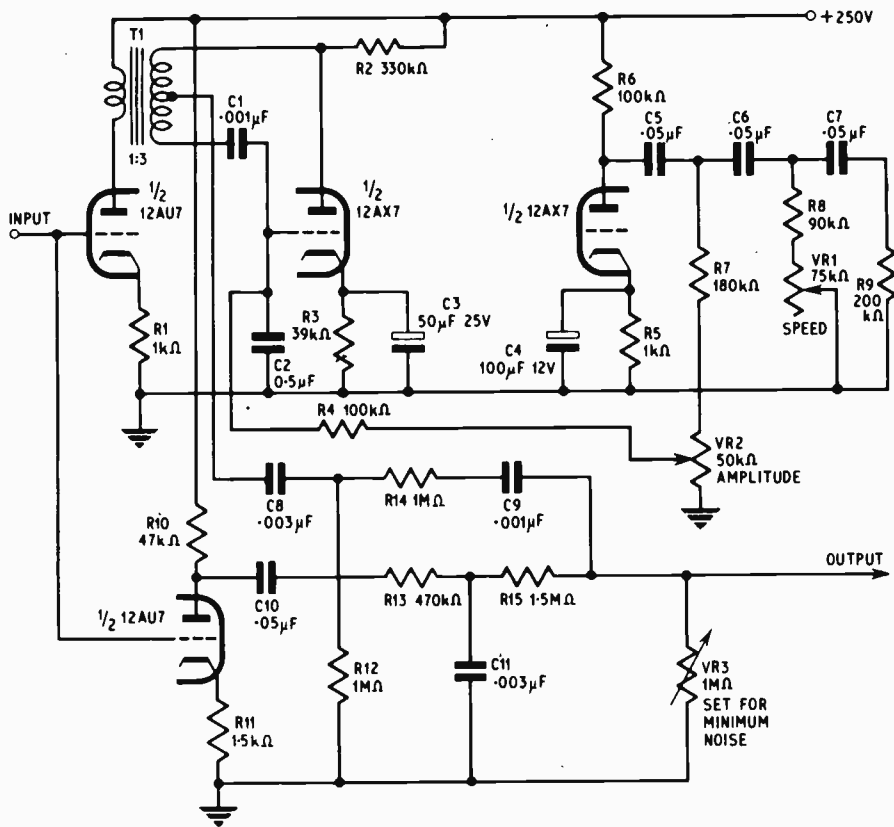 +250V
T1
1:3
R2 330kΩ
C1
·001μF
R6
100kΩ
C5
·05μF
C6
·05μF
C7
·05μF
½
12AU7
½
12AX7
½ 12AX7
INPUT
R8
90kΩ
VR1
75kΩ
SPEED
R7
180kΩ
R9
200
kΩ
R1
1kΩ
C2
0·5μF
R3
39kΩ
C3
50μF 25V
C4
100μF 12V
R5
1kΩ
R4 100kΩ
VR2
50kΩ
AMPLITUDE
C8
·003μF
R14 1MΩ
C9
·001μF
R10
47kΩ
OUTPUT
½ 12AU7
C10
·05μF
R13 470kΩ
R15 1·5MΩ
R12
1MΩ
C11
·003μF
VR3
1MΩ
SET FOR
MINIMUM
NOISE
R11
1·5kΩ